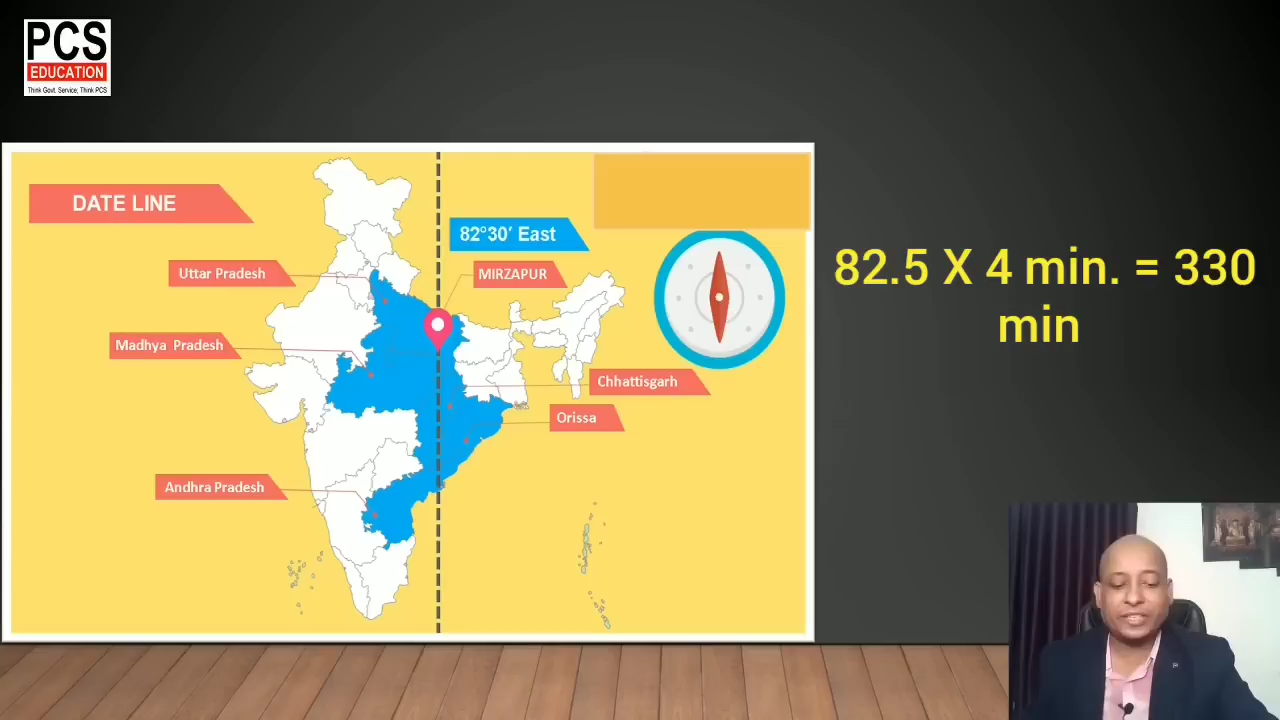 PCS
EDUCATION
Think Govt. Service; Think PCS
DATE LINE
82°30′ East
Uttar Pradesh
MIRZAPUR
Madhya Pradesh
Chhattisgarh
Orissa
Andhra Pradesh
82.5 X 4 min. = 330
min